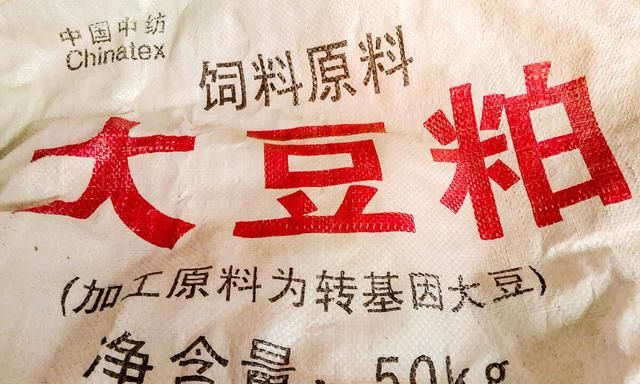 中国中纺
Chinatex
饲料原料
大豆粕
(加工原料为转基因大豆)
净含量：50kg